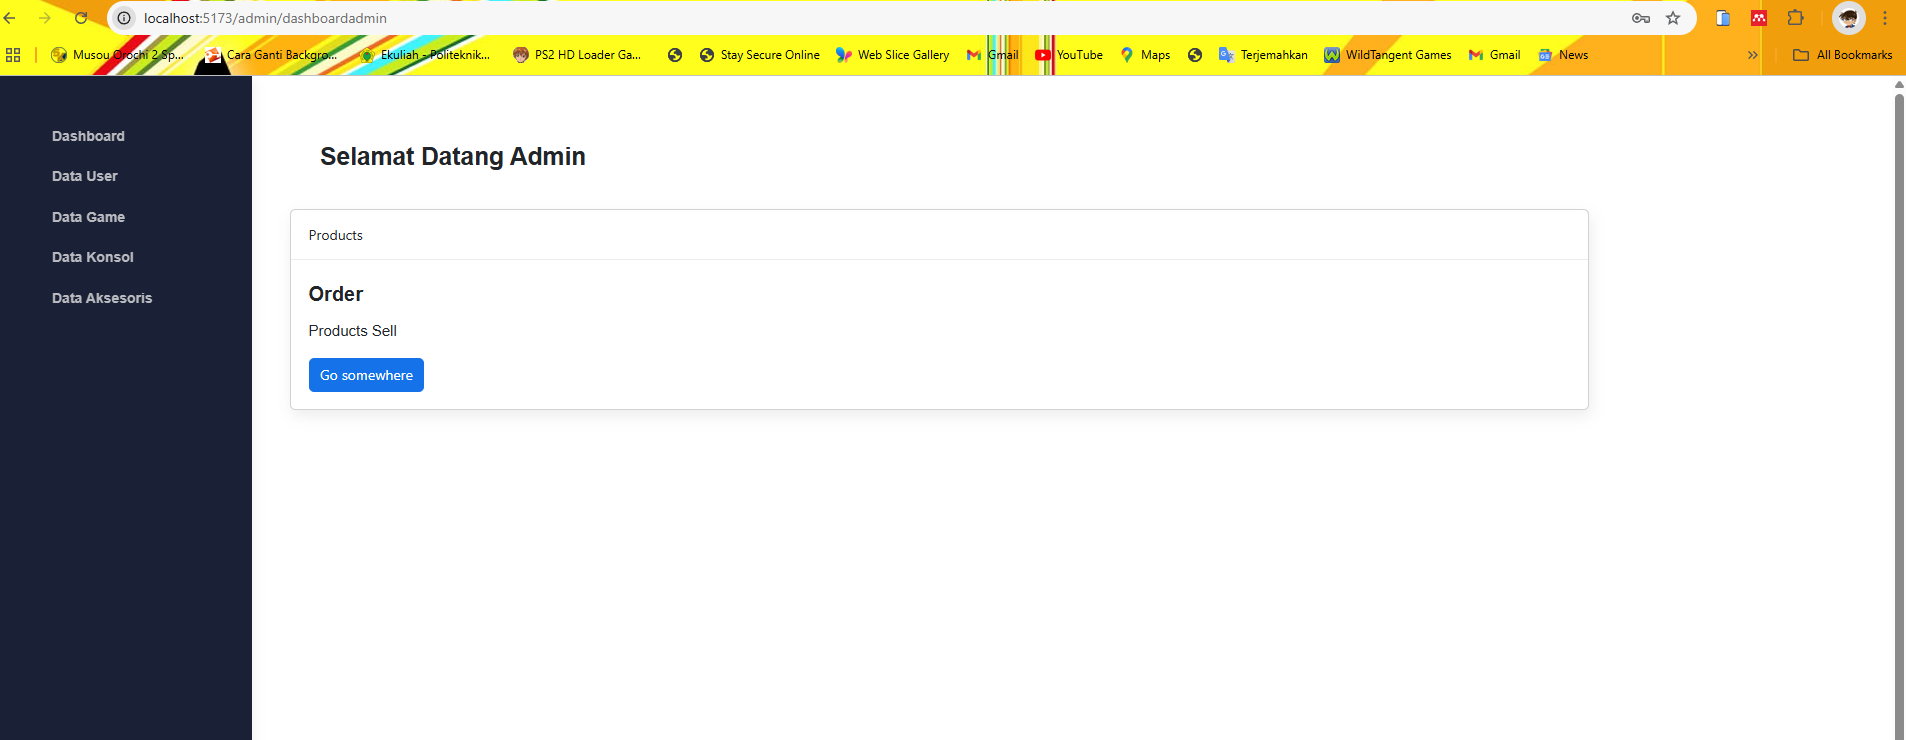 localhost:5173/admin/dashboardadmin
Musou Orochi 2 Sp... Cara Ganti Backgro... Ekuliah - Politeknik... PS2 HD Loader Ga... Stay Secure Online Web Slice Gallery Gmail YouTube Maps Terjemahkan WildTangent Games Gmail News » All Bookmarks
Dashboard
Data User
Data Game
Data Konsol
Data Aksesoris
Selamat Datang Admin
Products
Order
Products Sell
Go somewhere